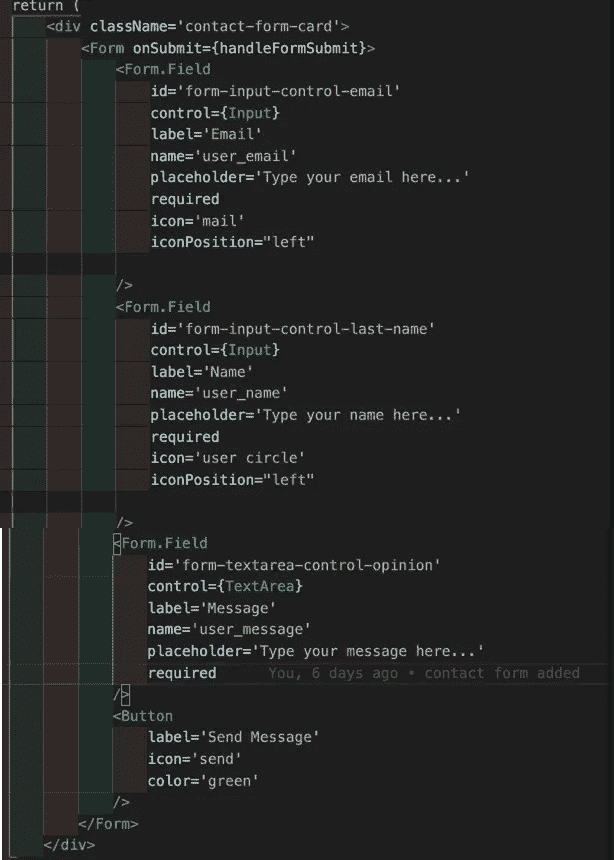 return (
<div className='contact-form-card'>
<Form onSubmit={handleFormSubmit}>
<Form.Field
id='form-input-control-email'
control={Input}
label='Email'
name='user_email'
placeholder='Type your email here...'
required
icon='mail'
iconPosition="left"
/>
<Form.Field
id='form-input-control-last-name'
control={Input}
label='Name'
name='user_name'
placeholder='Type your name here...'
required
icon='user circle'
iconPosition="left"
/>
<Form.Field
id='form-textarea-control-opinion'
control={TextArea}
label='Message'
name='user_message'
placeholder='Type your message here...'
required You, 6 days ago • contact form added
/>
<Button
label='Send Message'
icon='send'
color='green'
/>
</Form>
</div>